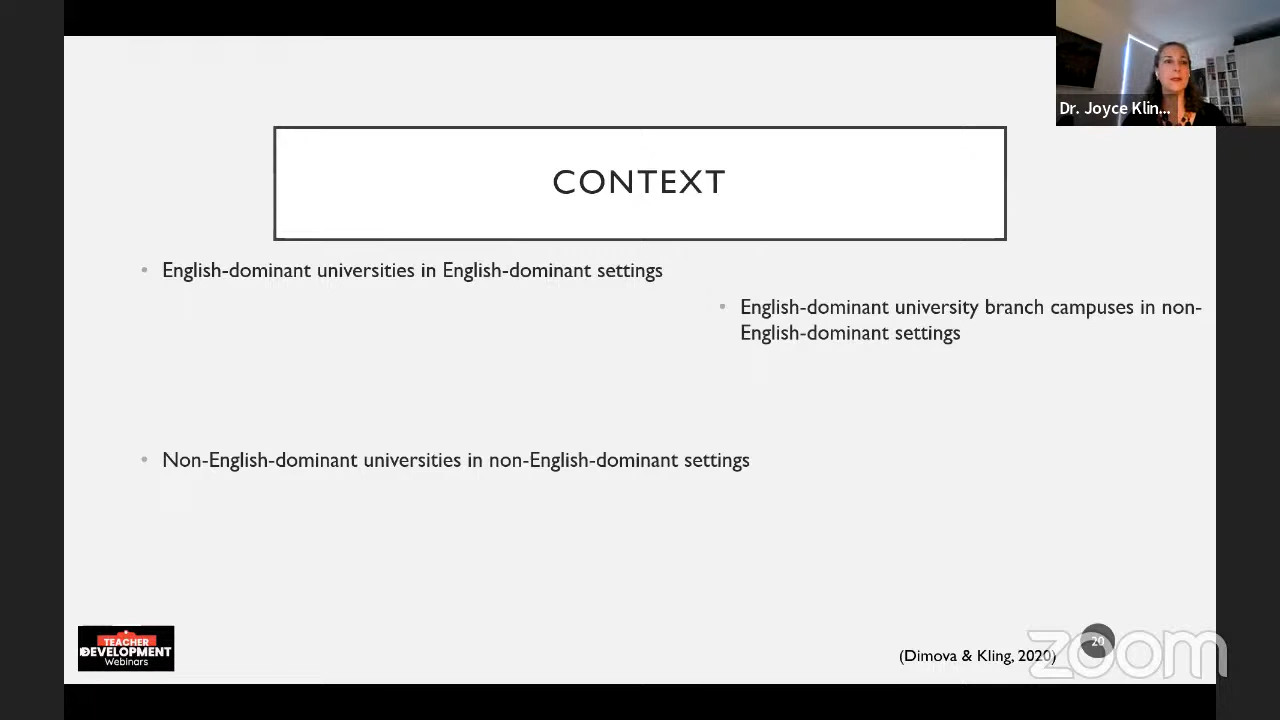 Dr. Joyce Klin...
CONTEXT
• English-dominant universities in English-dominant settings
• English-dominant university branch campuses in non-
English-dominant settings
• Non-English-dominant universities in non-English-dominant settings
TEACHER
DEVELOPMENT
Webinars
(Dimova & Kling, 2020)
20
zoom